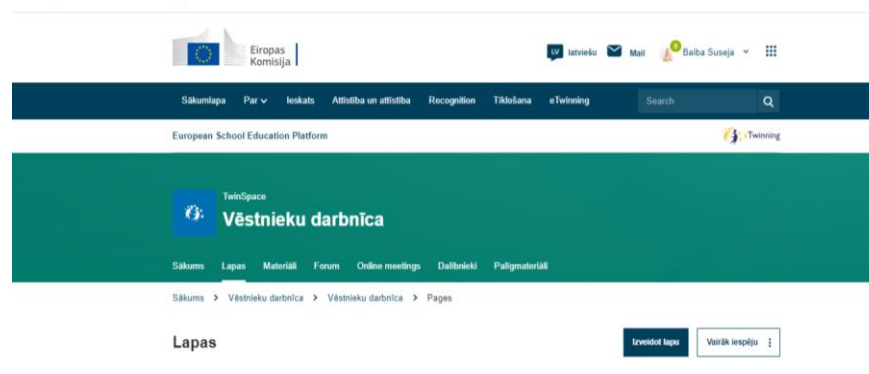 Eiropas
Komisija
LV latviešu Mail 0 Baiba Suseja
Sākumlapa Par Ieskats Attīstība un attīstība Recognition Tīklošana eTwinning Search
European School Education Platform eTwinning
TwinSpace
Vēstnieku darbnīca
Sākums Lapas Materiāli Forum Online meetings Dalībnieki Palīgmateriāli
Sākums > Vēstnieku darbnīca > Vēstnieku darbnīca > Pages
Lapas Izveidot lapu Vairāk iespēju